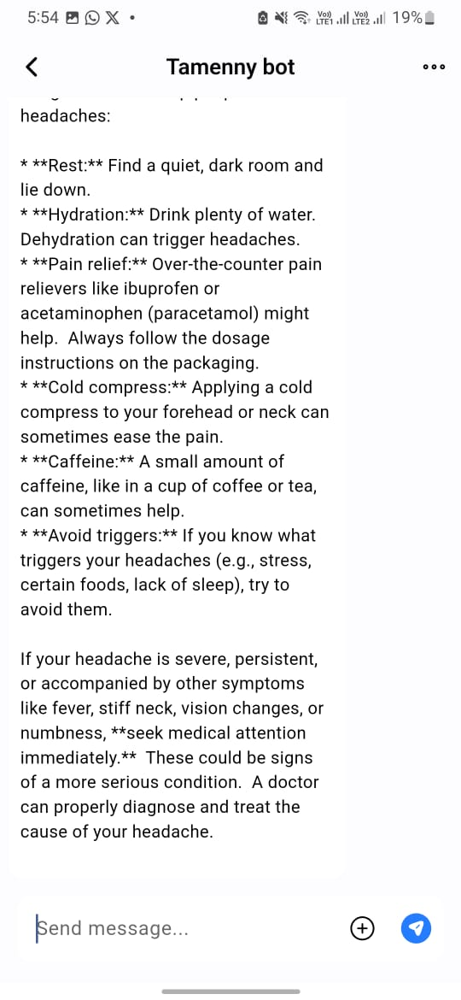 5:54
Vo)) LTE1 Vo)) LTE2 19%
Tamenny bot
headaches:
* **Rest:** Find a quiet, dark room and
lie down.
* **Hydration:** Drink plenty of water.
Dehydration can trigger headaches.
* **Pain relief:** Over-the-counter pain
relievers like ibuprofen or
acetaminophen (paracetamol) might
help.  Always follow the dosage
instructions on the packaging.
* **Cold compress:** Applying a cold
compress to your forehead or neck can
sometimes ease the pain.
* **Caffeine:** A small amount of
caffeine, like in a cup of coffee or tea,
can sometimes help.
* **Avoid triggers:** If you know what
triggers your headaches (e.g., stress,
certain foods, lack of sleep), try to
avoid them.
If your headache is severe, persistent,
or accompanied by other symptoms
like fever, stiff neck, vision changes, or
numbness, **seek medical attention
immediately.**  These could be signs
of a more serious condition.  A doctor
can properly diagnose and treat the
cause of your headache.
Send message...